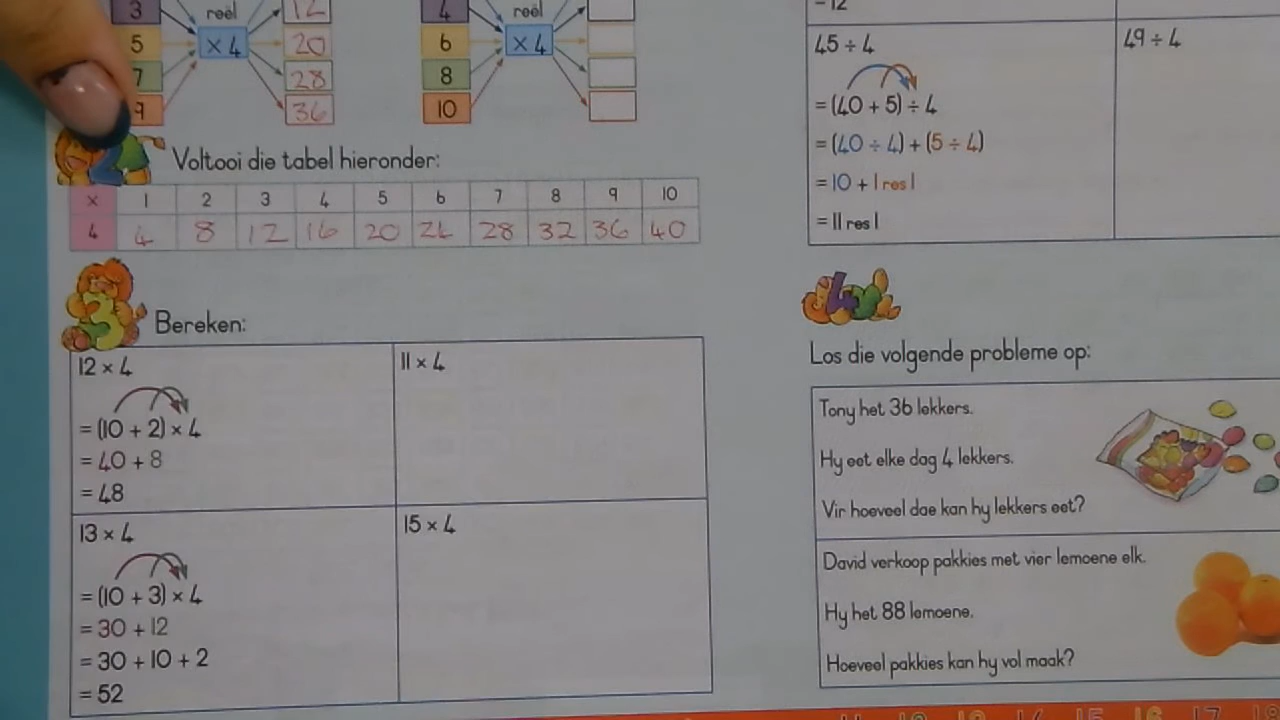 3 reël 12
5 × 4 20
7 28
9 36
4 reël
6 × 4
8
10
Voltooi die tabel hieronder:
× 1 2 3 4 5 6 7 8 9 10
4 4 8 12 16 20 24 28 32 36 40
3
Bereken:
12 × 4
= (10 + 2) × 4
= 40 + 8
= 48
11 × 4
13 × 4
= (10 + 3) × 4
= 30 + 12
= 30 + 10 + 2
= 52
15 × 4
= 12
45 ÷ 4
= (40 + 5) ÷ 4
= (40 ÷ 4) + (5 ÷ 4)
= 10 + 1 res 1
= 11 res 1
49 ÷ 4
4
Los die volgende probleme op:
Tony het 36 lekkers.
Hy eet elke dag 4 lekkers.
Vir hoeveel dae kan hy lekkers eet?
David verkoop pakkies met vier lemoene elk.
Hy het 88 lemoene.
Hoeveel pakkies kan hy vol maak?